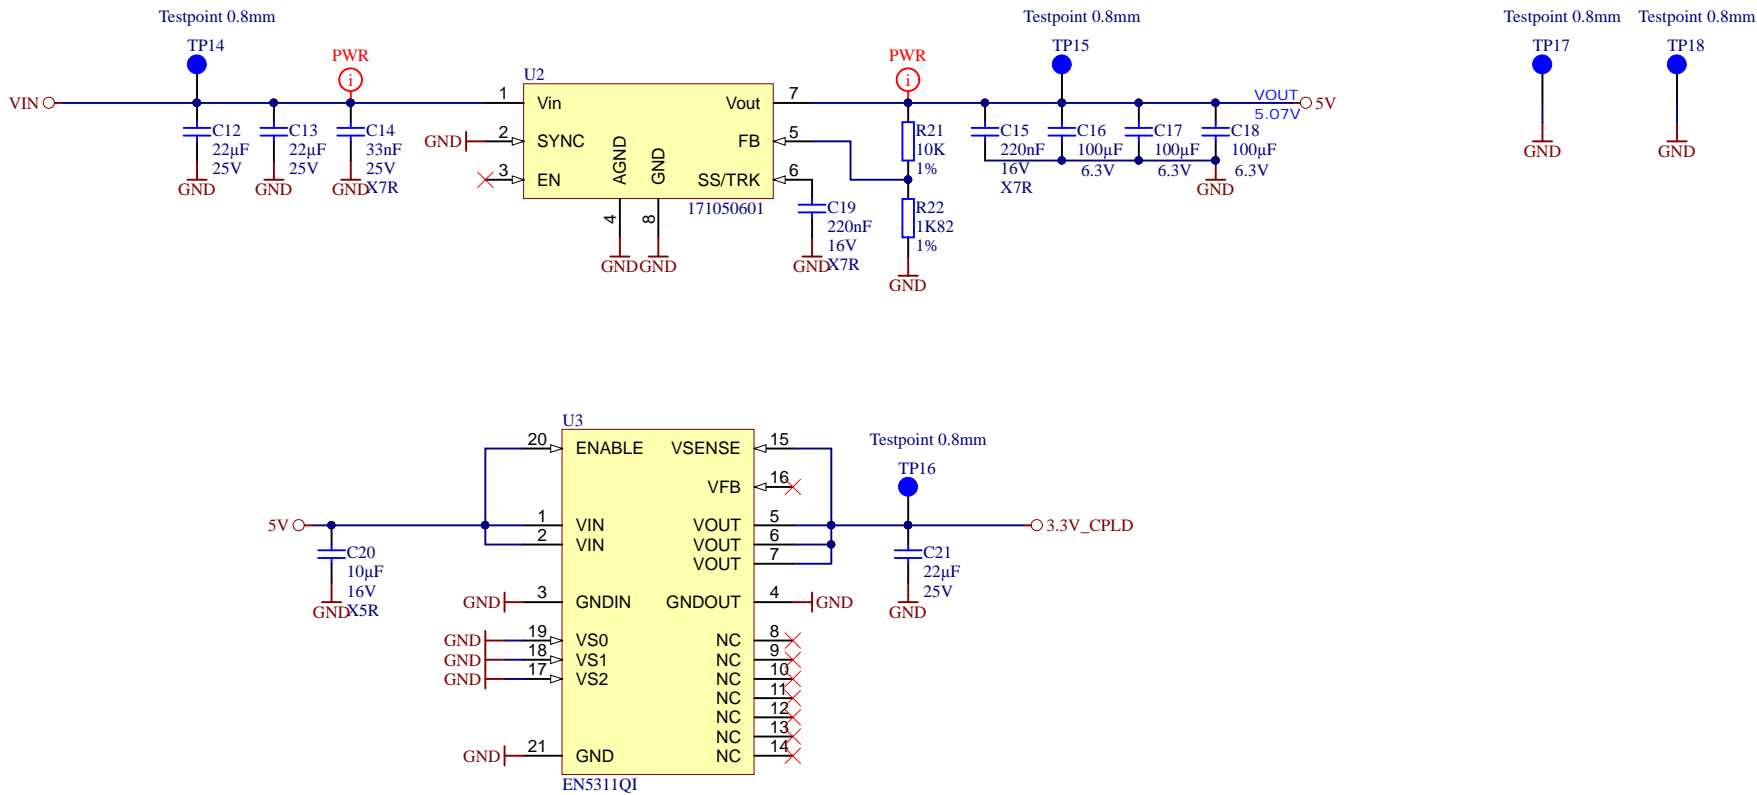 Testpoint 0.8mm
TP14
PWR
i
VIN
C12
22µF
25V
GND
C13
22µF
25V
GND
C14
33nF
25V
X7R
GND
U2
1
Vin
GND
2
SYNC
3
EN
AGND
GND
4
8
GND
GND
Vout
7
FB
5
SS/TRK
6
171050601
C19
220nF
16V
X7R
GND
PWR
i
R21
10K
1%
R22
1K82
1%
GND
Testpoint 0.8mm
TP15
C15
220nF
16V
X7R
C16
100µF
6.3V
C17
100µF
6.3V
C18
100µF
6.3V
GND
VOUT
5.07V
5V
Testpoint 0.8mm
TP17
GND
Testpoint 0.8mm
TP18
GND
U3
20
ENABLE
5V
1
VIN
2
VIN
C20
10µF
16V
X5R
GND
GND
3
GNDIN
GND
19
VS0
GND
18
VS1
GND
17
VS2
GND
21
GND
EN5311QI
VSENSE
15
VFB
16
VOUT
5
VOUT
6
VOUT
7
GNDOUT
4
GND
NC
8
NC
9
NC
10
NC
11
NC
12
NC
13
NC
14
Testpoint 0.8mm
TP16
C21
22µF
25V
GND
3.3V_CPLD